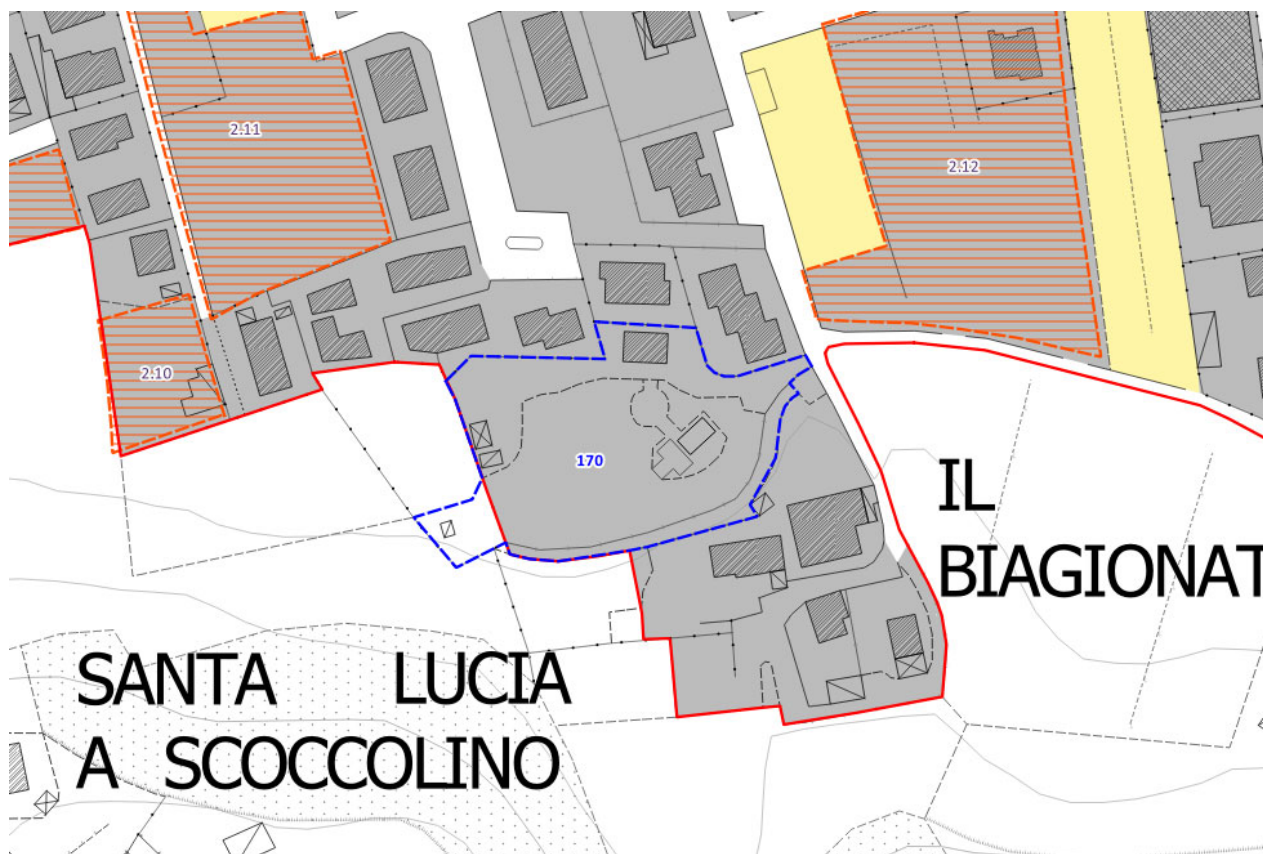 2.11
2.12
2.10
170
IL
BIAGIONAT
SANTA LUCIA
A SCOCCOLINO